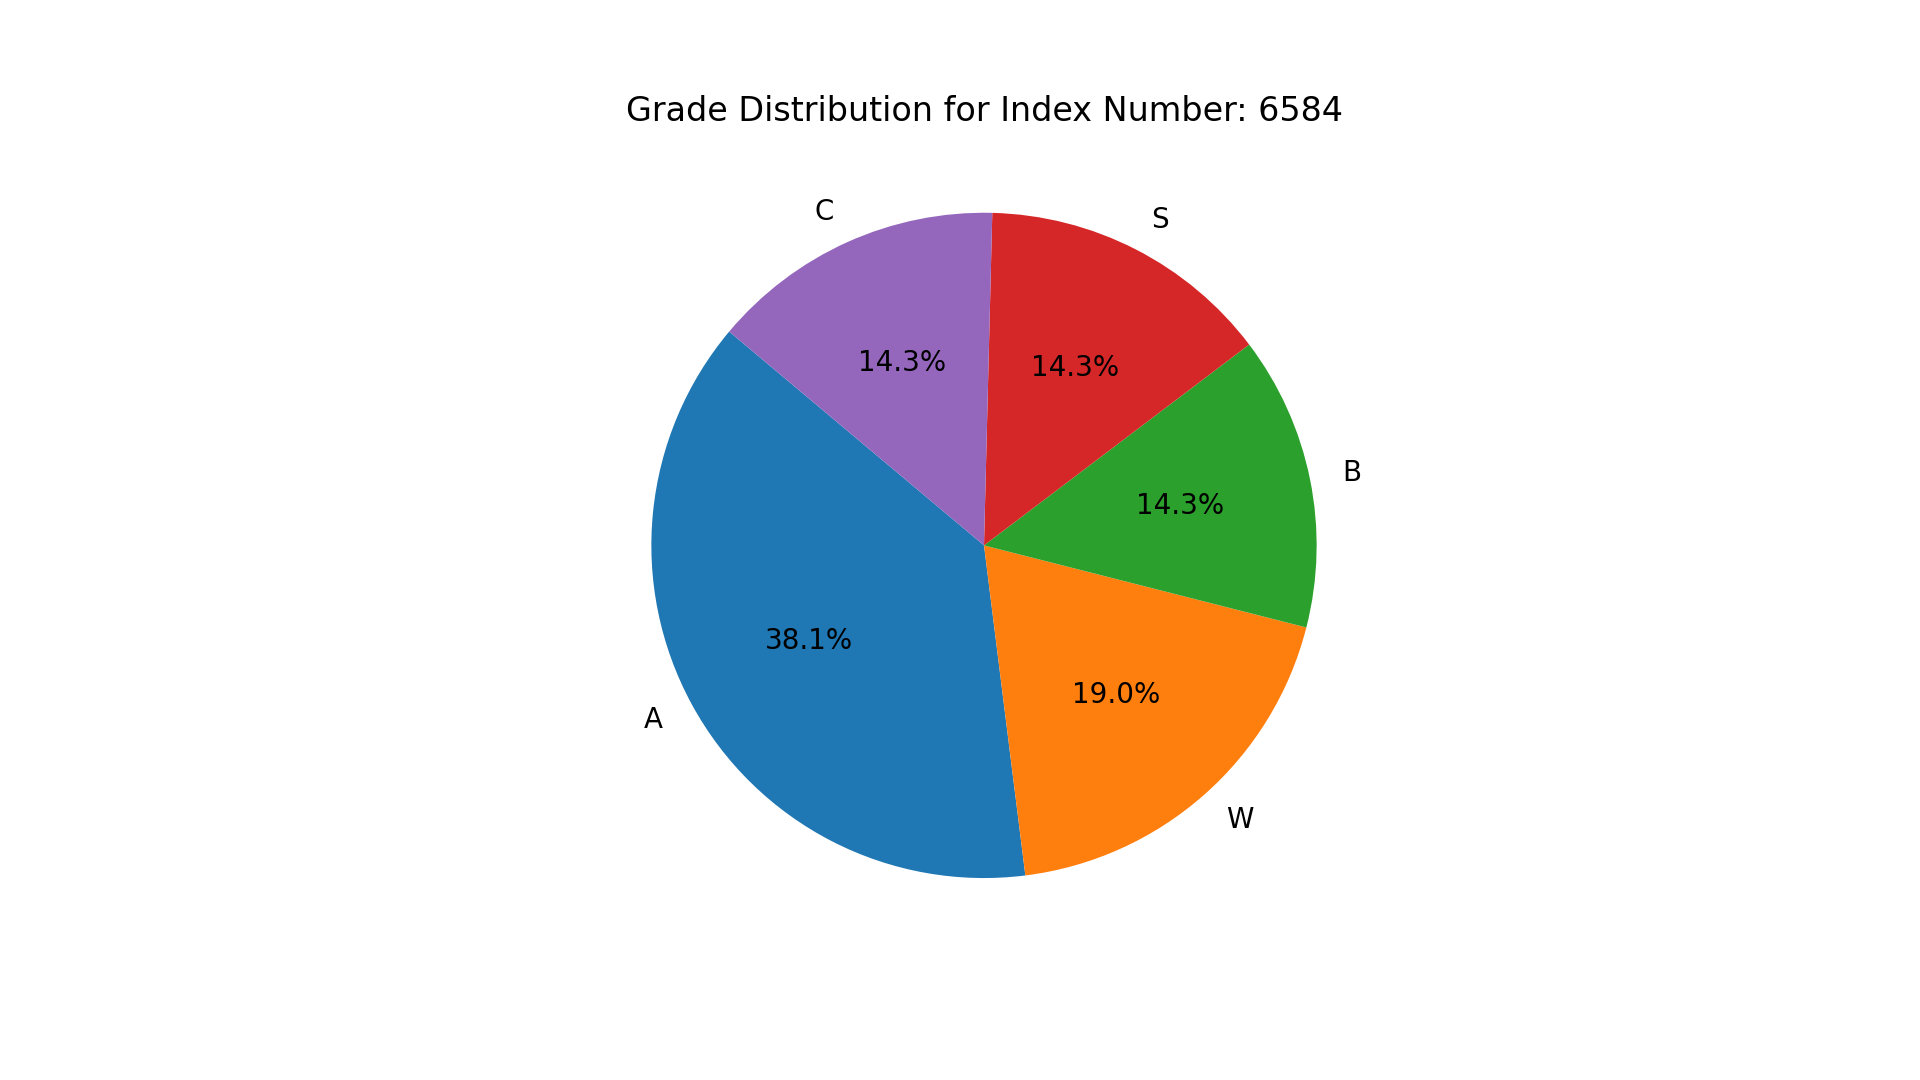 Grade Distribution for Index Number: 6584
C
S
14.3%
14.3%
B
14.3%
38.1%
19.0%
A
W